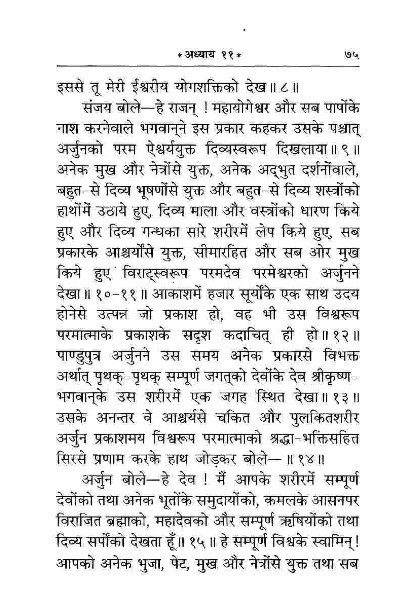 * अध्याय ११ * ७५
इससे तू मेरी ईश्वरीय योगशक्तिको देख॥ ८॥
संजय बोले—हे राजन् ! महायोगेश्वर और सब पापोंके
नाश करनेवाले भगवान्‌ने इस प्रकार कहकर उसके पश्चात्
अर्जुनको परम ऐश्वर्ययुक्त दिव्यस्वरूप दिखलाया॥ ९॥
अनेक मुख और नेत्रोंसे युक्त, अनेक अद्भुत दर्शनोंवाले,
बहुत-से दिव्य भूषणोंसे युक्त और बहुत-से दिव्य शस्त्रोंको
हाथोंमें उठाये हुए, दिव्य माला और वस्त्रोंको धारण किये
हुए और दिव्य गन्धका सारे शरीरमें लेप किये हुए, सब
प्रकारके आश्चर्योंसे युक्त, सीमारहित और सब ओर मुख
किये हुए विराट्स्वरूप परमदेव परमेश्वरको अर्जुनने
देखा॥ १०-११॥ आकाशमें हजार सूर्योंके एक साथ उदय
होनेसे उत्पन्न जो प्रकाश हो, वह भी उस विश्वरूप
परमात्माके प्रकाशके सदृश कदाचित् ही हो॥ १२॥
पाण्डुपुत्र अर्जुनने उस समय अनेक प्रकारसे विभक्त
अर्थात् पृथक्-पृथक् सम्पूर्ण जगत्‌को देवोंके देव श्रीकृष्ण-
भगवान्‌के उस शरीरमें एक जगह स्थित देखा॥ १३॥
उसके अनन्तर वे आश्चर्यसे चकित और पुलकितशरीर
अर्जुन प्रकाशमय विश्वरूप परमात्माको श्रद्धा-भक्तिसहित
सिरसे प्रणाम करके हाथ जोड़कर बोले—॥ १४॥
अर्जुन बोले—हे देव! मैं आपके शरीरमें सम्पूर्ण
देवोंको तथा अनेक भूतोंके समुदायोंको, कमलके आसनपर
विराजित ब्रह्माको, महादेवको और सम्पूर्ण ऋषियोंको तथा
दिव्य सर्पोंको देखता हूँ॥ १५॥ हे सम्पूर्ण विश्वके स्वामिन्!
आपको अनेक भुजा, पेट, मुख और नेत्रोंसे युक्त तथा सब